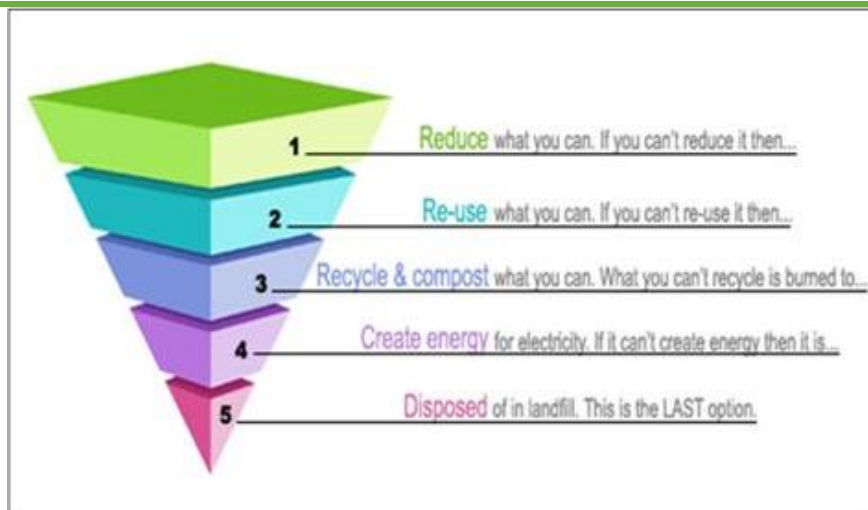 1 Reduce what you can. If you can't reduce it then...
2 Re-use what you can. If you can't re-use it then...
3 Recycle & compost what you can. What you can't recycle is burned to...
4 Create energy for electricity. If it can't create energy then it is...
5 Disposed of in landfill. This is the LAST option.